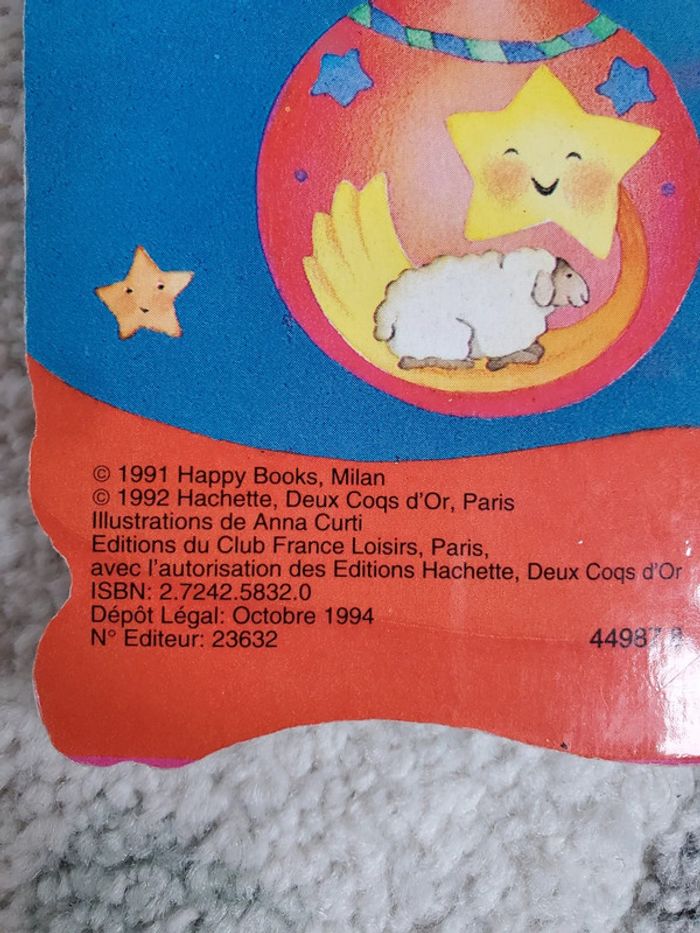 © 1991 Happy Books, Milan
© 1992 Hachette, Deux Coqs d'Or, Paris
Illustrations de Anna Curti
Editions du Club France Loisirs, Paris,
avec l'autorisation des Editions Hachette, Deux Coqs d'Or
ISBN: 2.7242.5832.0
Dépôt Légal: Octobre 1994
N° Editeur: 23632